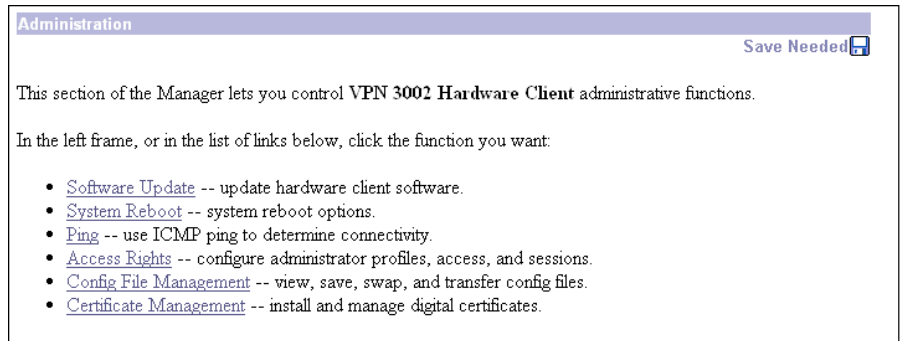 Administration
Save Needed
This section of the Manager lets you control VPN 3002 Hardware Client administrative functions.
In the left frame, or in the list of links below, click the function you want:
• Software Update -- update hardware client software.
• System Reboot -- system reboot options.
• Ping -- use ICMP ping to determine connectivity.
• Access Rights -- configure administrator profiles, access, and sessions.
• Config File Management -- view, save, swap, and transfer config files.
• Certificate Management -- install and manage digital certificates.